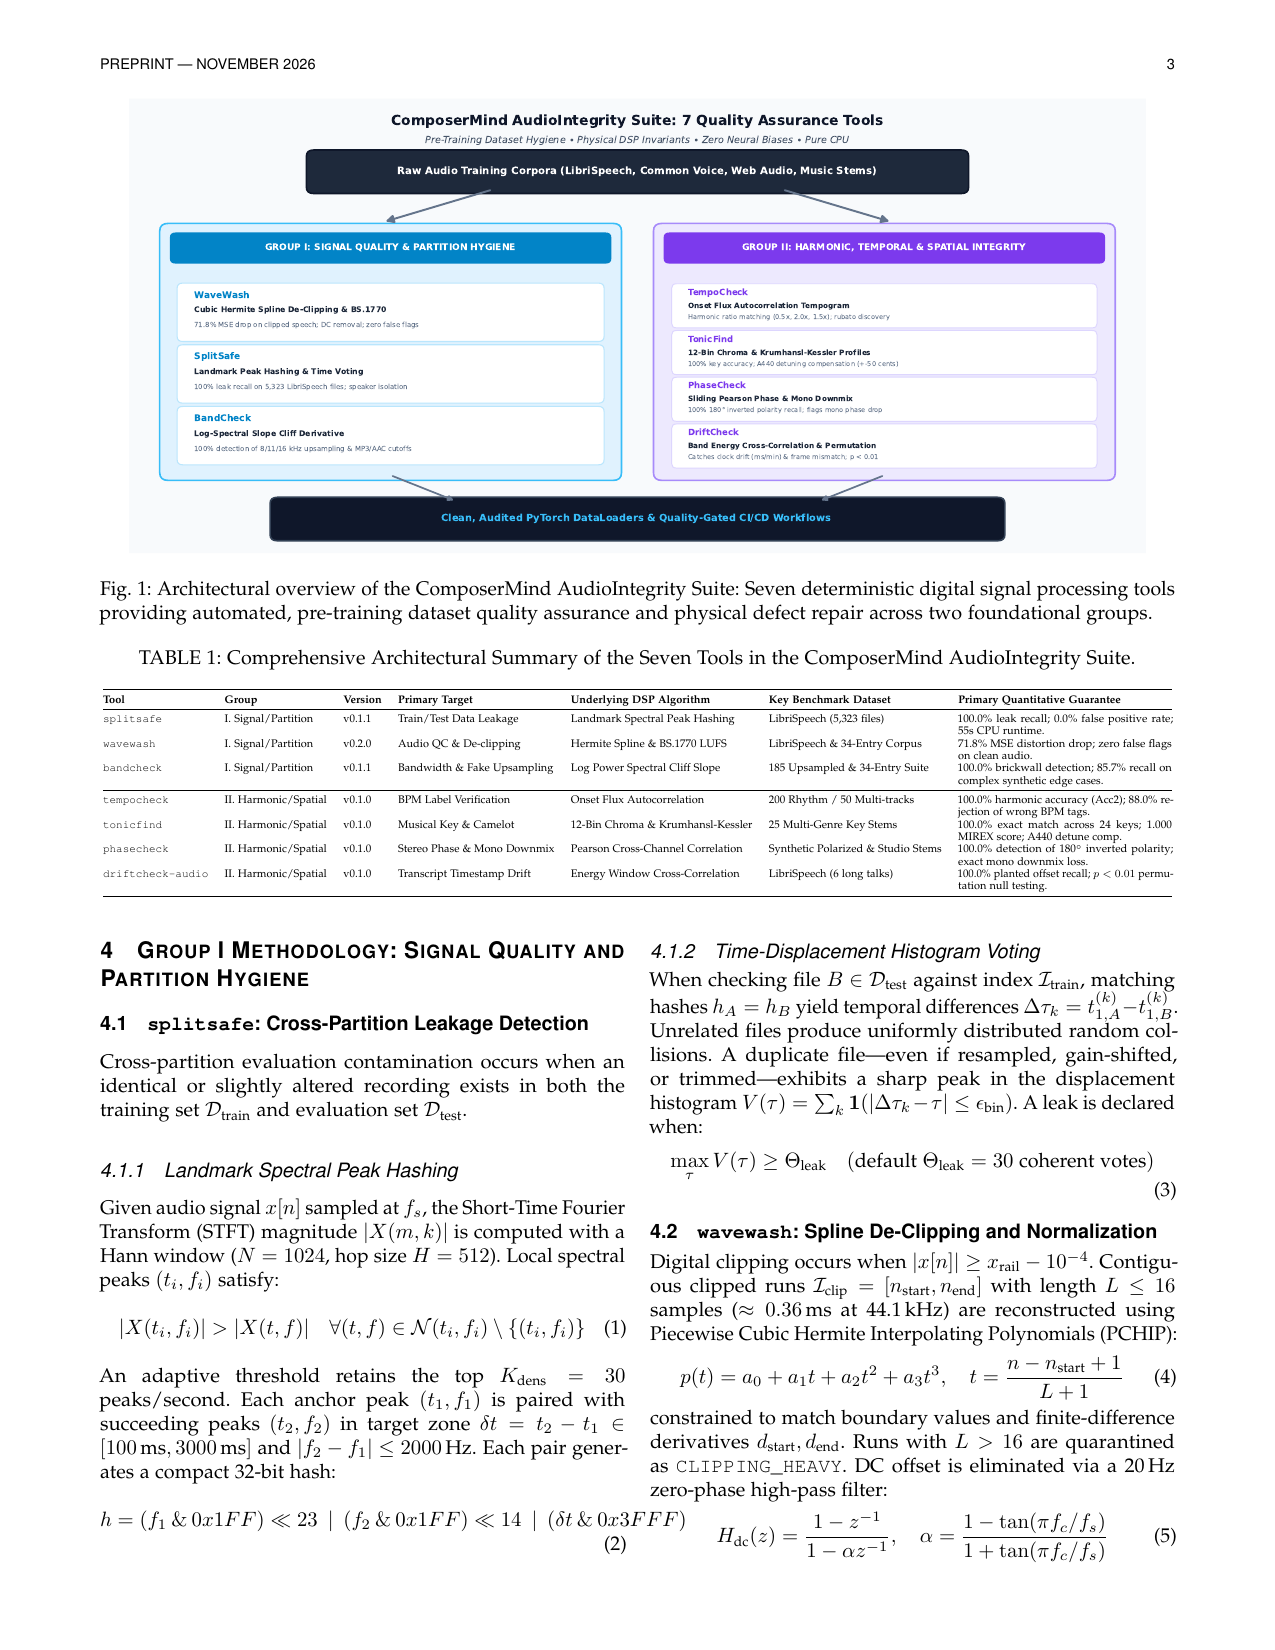 PREPRINT — NOVEMBER 2026
3
ComposerMind AudioIntegrity Suite: 7 Quality Assurance Tools
Pre-Training Dataset Hygiene • Physical DSP Invariants • Zero Neural Biases • Pure CPU
Raw Audio Training Corpora (LibriSpeech, Common Voice, Web Audio, Music Stems)
GROUP I: SIGNAL QUALITY & PARTITION HYGIENE
WaveWash
Cubic Hermite Spline De-Clipping & BS.1770
71.8% MSE drop on clipped speech; DC removal; zero false flags
SplitSafe
Landmark Peak Hashing & Time Voting
100% leak recall on 5,323 LibriSpeech files; speaker isolation
BandCheck
Log-Spectral Slope Cliff Derivative
100% detection of 8/11/16 kHz upsampling & MP3/AAC cutoffs
GROUP II: HARMONIC, TEMPORAL & SPATIAL INTEGRITY
TempoCheck
Onset Flux Autocorrelation Tempogram
Harmonic ratio matching (0.5x, 2.0x, 1.5x); rubato discovery
TonicFind
12-Bin Chroma & Krumhansl-Kessler Profiles
100% key accuracy; A440 detuning compensation (+-50 cents)
PhaseCheck
Sliding Pearson Phase & Mono Downmix
100% 180° inverted polarity recall; flags mono phase drop
DriftCheck
Band Energy Cross-Correlation & Permutation
Catches clock drift (ms/min) & frame mismatch; p < 0.01
Clean, Audited PyTorch DataLoaders & Quality-Gated CI/CD Workflows
Fig. 1: Architectural overview of the ComposerMind AudioIntegrity Suite: Seven deterministic digital signal processing tools
providing automated, pre-training dataset quality assurance and physical defect repair across two foundational groups.
TABLE 1: Comprehensive Architectural Summary of the Seven Tools in the ComposerMind AudioIntegrity Suite.
Tool Group Version Primary Target Underlying DSP Algorithm Key Benchmark Dataset Primary Quantitative Guarantee
splitsafe I. Signal/Partition v0.1.1 Train/Test Data Leakage Landmark Spectral Peak Hashing LibriSpeech (5,323 files) 100.0% leak recall; 0.0% false positive rate;
55s CPU runtime.
wavewash I. Signal/Partition v0.2.0 Audio QC & De-clipping Hermite Spline & BS.1770 LUFS LibriSpeech & 34-Entry Corpus 71.8% MSE distortion drop; zero false flags
on clean audio.
bandcheck I. Signal/Partition v0.1.1 Bandwidth & Fake Upsampling Log Power Spectral Cliff Slope 185 Upsampled & 34-Entry Suite 100.0% brickwall detection; 85.7% recall on
complex synthetic edge cases.
tempocheck II. Harmonic/Spatial v0.1.0 BPM Label Verification Onset Flux Autocorrelation 200 Rhythm / 50 Multi-tracks 100.0% harmonic accuracy (Acc2); 88.0% re-
jection of wrong BPM tags.
tonicfind II. Harmonic/Spatial v0.1.0 Musical Key & Camelot 12-Bin Chroma & Krumhansl-Kessler 25 Multi-Genre Key Stems 100.0% exact match across 24 keys; 1.000
MIREX score; A440 detune comp.
phasecheck II. Harmonic/Spatial v0.1.0 Stereo Phase & Mono Downmix Pearson Cross-Channel Correlation Synthetic Polarized & Studio Stems 100.0% detection of 180° inverted polarity;
exact mono downmix loss.
driftcheck-audio II. Harmonic/Spatial v0.1.0 Transcript Timestamp Drift Energy Window Cross-Correlation LibriSpeech (6 long talks) 100.0% planted offset recall; p < 0.01 permu-
tation null testing.
4 GROUP I METHODOLOGY: SIGNAL QUALITY AND
PARTITION HYGIENE
4.1 splitsafe: Cross-Partition Leakage Detection
Cross-partition evaluation contamination occurs when an
identical or slightly altered recording exists in both the
training set 𝒟train and evaluation set 𝒟test.
4.1.1 Landmark Spectral Peak Hashing
Given audio signal x[n] sampled at fs, the Short-Time Fourier
Transform (STFT) magnitude |X(m, k)| is computed with a
Hann window (N = 1024, hop size H = 512). Local spectral
peaks (ti, fi) satisfy:
|X(ti, fi)| > |X(t, f)| ∀(t, f) ∈ 𝒩(ti, fi) \ {(ti, fi)} (1)
An adaptive threshold retains the top Kdens = 30
peaks/second. Each anchor peak (t1, f1) is paired with
succeeding peaks (t2, f2) in target zone δt = t2 − t1 ∈
[100 ms, 3000 ms] and |f2 − f1| ≤ 2000 Hz. Each pair gener-
ates a compact 32-bit hash:
h = (f1 & 0x1FF) ≪ 23 | (f2 & 0x1FF) ≪ 14 | (δt & 0x3FFF)
(2)
4.1.2 Time-Displacement Histogram Voting
When checking file B ∈ 𝒟test against index ℐtrain, matching
hashes hA = hB yield temporal differences Δτk = t1,A^(k) − t1,B^(k).
Unrelated files produce uniformly distributed random col-
lisions. A duplicate file—even if resampled, gain-shifted,
or trimmed—exhibits a sharp peak in the displacement
histogram V(τ) = ∑k 1(|Δτk − τ| ≤ ϵbin). A leak is declared
when:
maxτ V(τ) ≥ Θleak (default Θleak = 30 coherent votes)
(3)
4.2 wavewash: Spline De-Clipping and Normalization
Digital clipping occurs when |x[n]| ≥ xrail − 10^−4. Contigu-
ous clipped runs ℐclip = [nstart, nend] with length L ≤ 16
samples (≈ 0.36 ms at 44.1 kHz) are reconstructed using
Piecewise Cubic Hermite Interpolating Polynomials (PCHIP):
p(t) = a0 + a1t + a2t^2 + a3t^3, t = (n − nstart + 1)/(L + 1) (4)
constrained to match boundary values and finite-difference
derivatives dstart, dend. Runs with L > 16 are quarantined
as CLIPPING_HEAVY. DC offset is eliminated via a 20 Hz
zero-phase high-pass filter:
Hdc(z) = (1 − z^−1)/(1 − αz^−1), α = (1 − tan(πfc/fs))/(1 + tan(πfc/fs)) (5)